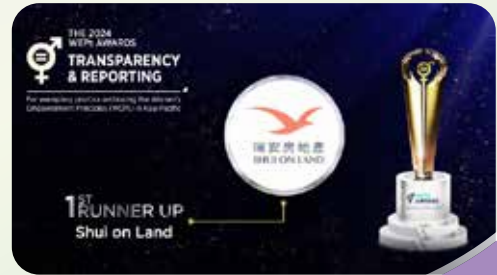 THE 2024
WEPs AWARDS
TRANSPARENCY
& REPORTING
瑞安房地產
SHUI ON LAND
1ST RUNNER UP
Shui on Land
AWARDS